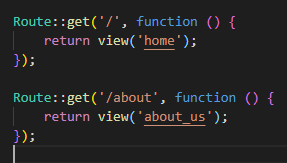 Route::get('/', function () {
    return view('home');
});

Route::get('/about', function () {
    return view('about_us');
});